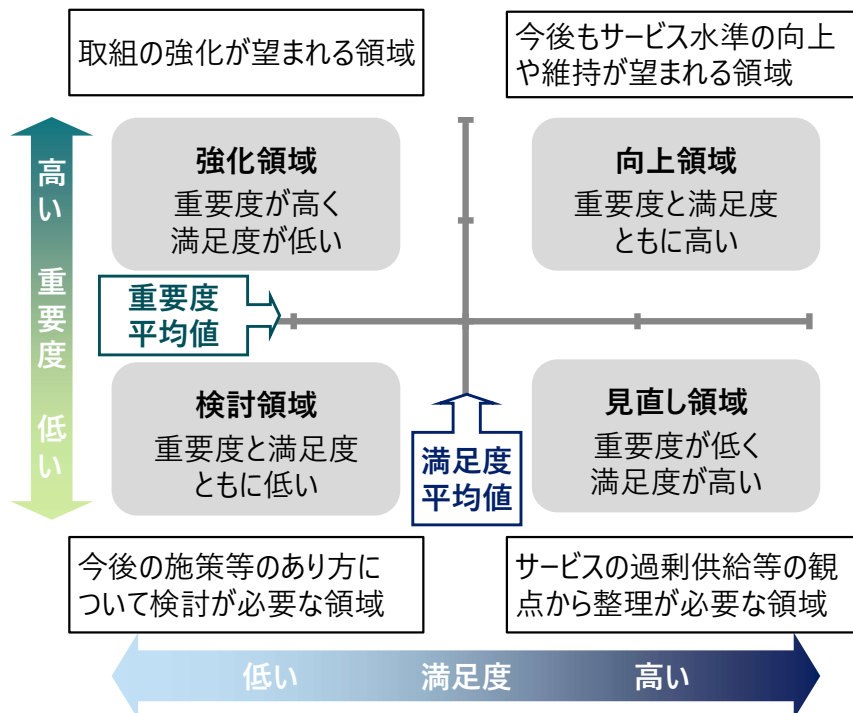 取組の強化が望まれる領域
今後もサービス水準の向上
や維持が望まれる領域
高い 重要度 低い
強化領域
重要度が高く
満足度が低い
向上領域
重要度と満足度
ともに高い
重要度
平均値
検討領域
重要度と満足度
ともに低い
満足度
平均値
見直し領域
重要度が低く
満足度が高い
今後の施策等のあり方に
ついて検討が必要な領域
サービスの過剰供給等の観
点から整理が必要な領域
低い 満足度 高い